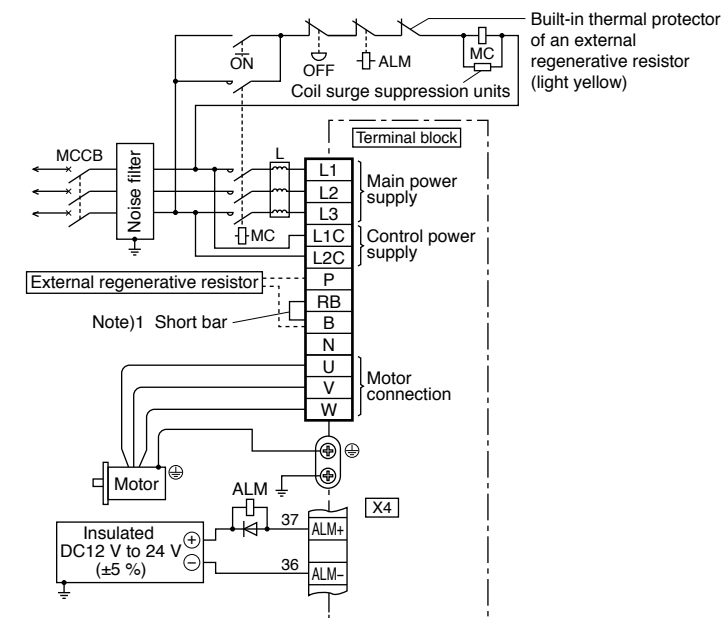 Built-in thermal protector
of an external
regenerative resistor
(light yellow)
ON
OFF
ALM
MC
Coil surge suppression units
Terminal block
MCCB
Noise filter
L
MC
L1
L2
L3
Main power
supply
L1C
L2C
Control power
supply
External regenerative resistor
P
RB
Note)1 Short bar
B
N
U
V
W
Motor
connection
Motor
ALM
X4
Insulated
DC12 V to 24 V
(±5 %)
+
−
37
ALM+
36
ALM−